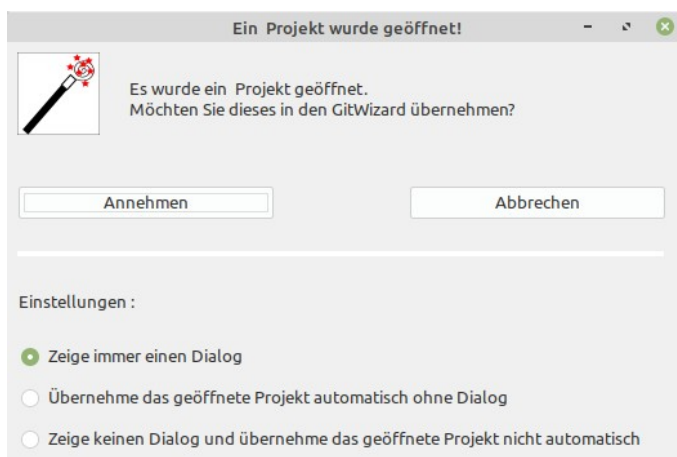 Ein Projekt wurde geöffnet!
Es wurde ein Projekt geöffnet.
Möchten Sie dieses in den GitWizard übernehmen?
Annehmen
Abbrechen
Einstellungen :
Zeige immer einen Dialog
Übernehme das geöffnete Projekt automatisch ohne Dialog
Zeige keinen Dialog und übernehme das geöffnete Projekt nicht automatisch